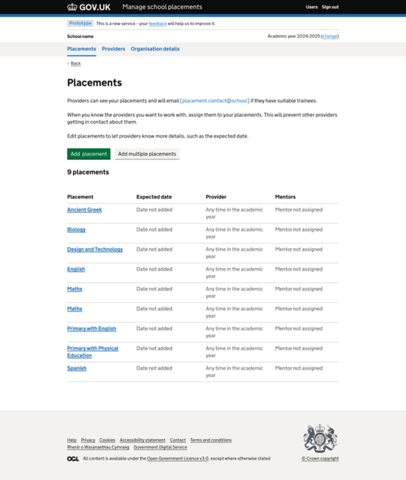 GOV.UK Manage school placements Users Sign out
Prototype This is a new service – your feedback will help us to improve it.
School name Academic year 2024-2025 (change)
Placements Providers Organisation details
‹ Back
Placements
Providers can see your placements and will email [placement.contact@school] if they have suitable trainees.
When you know the providers you want to work with, assign them to your placements. This will prevent other providers
getting in contact about them.
Edit placements to let providers know more details, such as the expected date.
Add placement Add multiple placements
9 placements
Placement Expected date Provider Mentors
Ancient Greek Date not added Any time in the academic Mentor not assigned
year
Biology Date not added Any time in the academic Mentor not assigned
year
Design and Technology Date not added Any time in the academic Mentor not assigned
year
English Date not added Any time in the academic Mentor not assigned
year
Maths Date not added Any time in the academic Mentor not assigned
year
Maths Date not added Any time in the academic Mentor not assigned
year
Primary with English Date not added Any time in the academic Mentor not assigned
year
Primary with Physical Date not added Any time in the academic Mentor not assigned
Education year
Spanish Date not added Any time in the academic Mentor not assigned
year
Help Privacy Cookies Accessibility statement Contact Terms and conditions
Rhestr o Wasanaethau Cymraeg Government Digital Service
OGL All content is available under the Open Government Licence v3.0, except where otherwise stated © Crown copyright